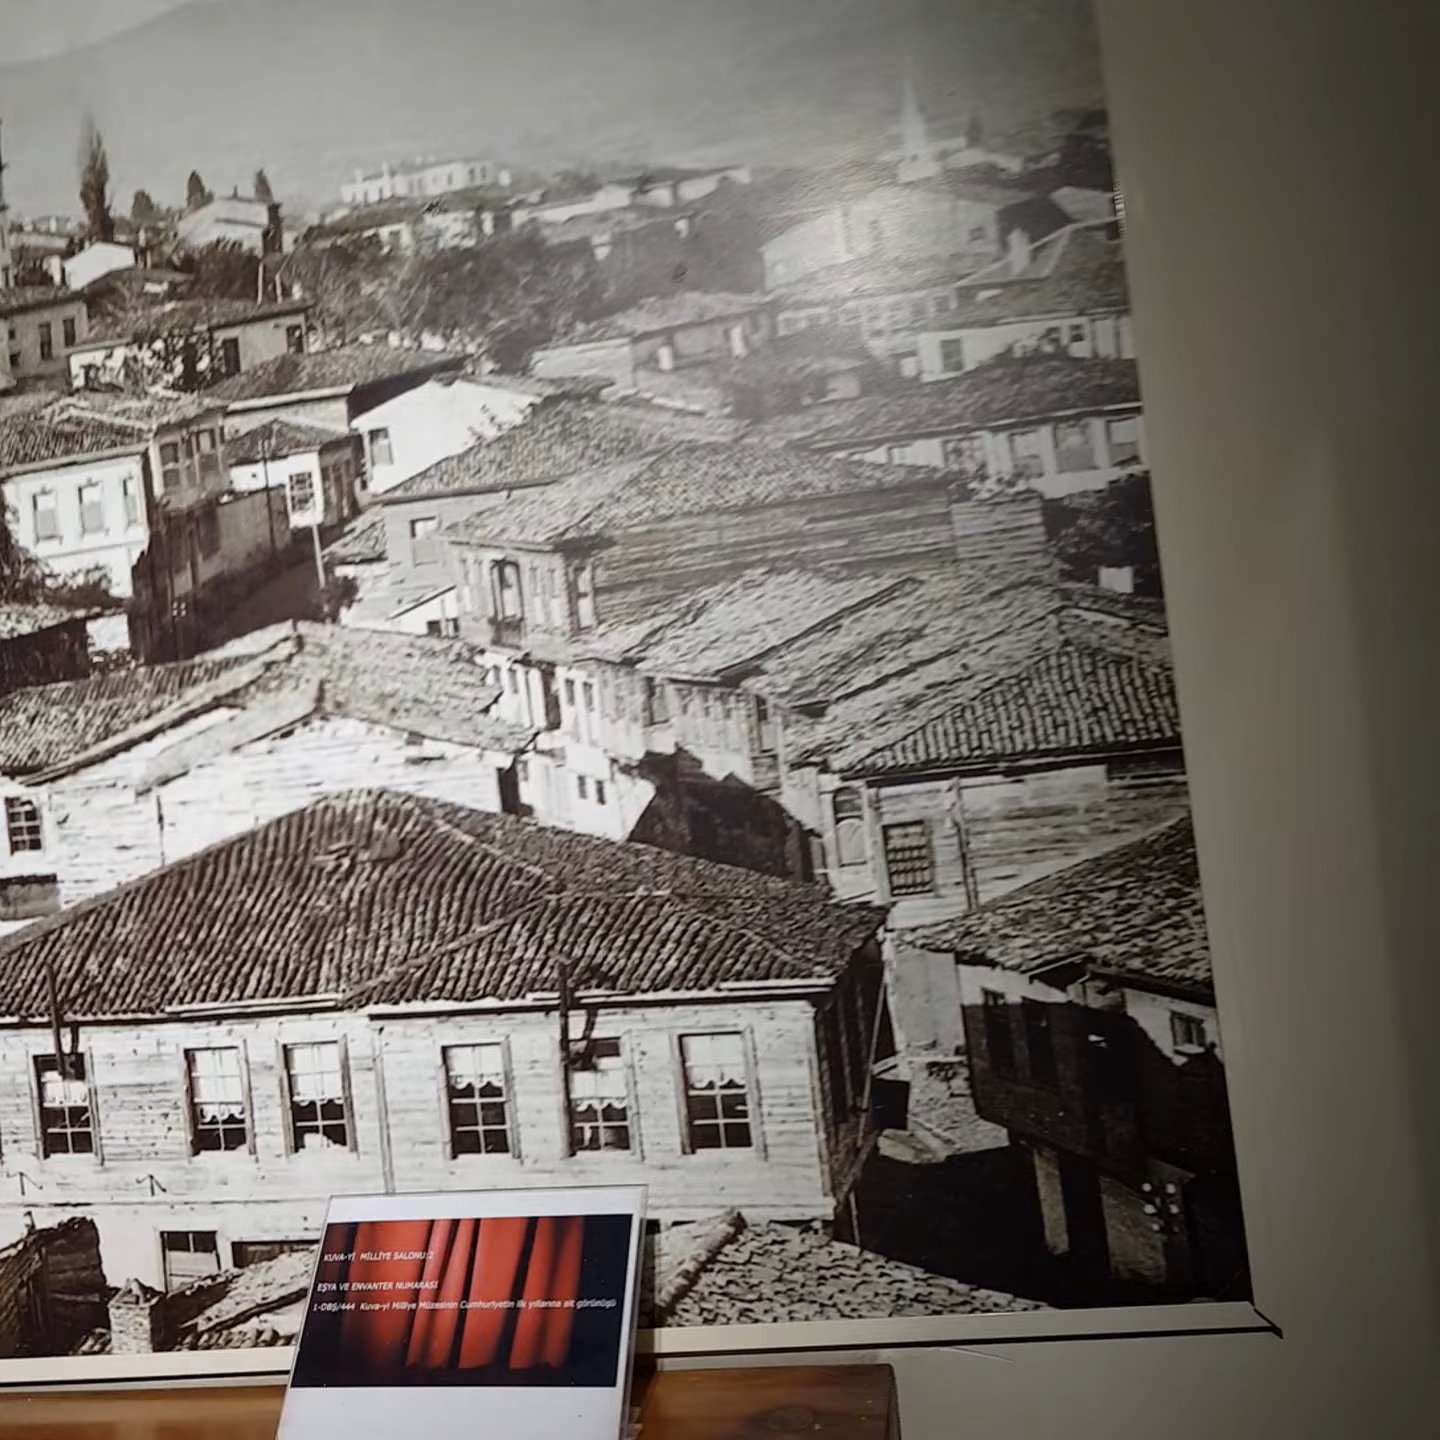 KUVA-Yİ MİLLİYE SALONU:2
EŞYA VE ENVANTER NUMARASI
1-DBŞ/444 Kuva-yi Milliye Müzesinin Cumhuriyetin ilk yıllarına ait görünüşü